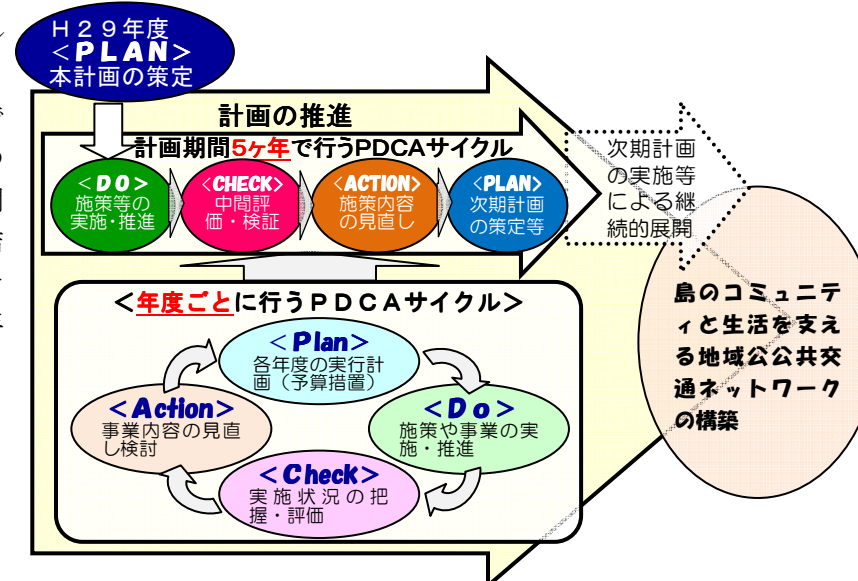 H29年度
<PLAN>
本計画の策定
計画の推進
計画期間5ヶ年で行うPDCAサイクル
<DO>
施策等の
実施・推進
<CHECK>
中間評
価・検証
<ACTION>
施策内容
の見直し
<PLAN>
次期計画
の策定等
次期計画
の実施等
による継
続的展開
<年度ごとに行うPDCAサイクル>
<Plan>
各年度の実行計
画（予算措置）
<Action>
事業内容の見直
し検討
<Do>
施策や事業の実
施・推進
<Check>
実施状況の把
握・評価
島のコミュニテ
ィと生活を支え
る地域公公共交
通ネットワーク
の構築